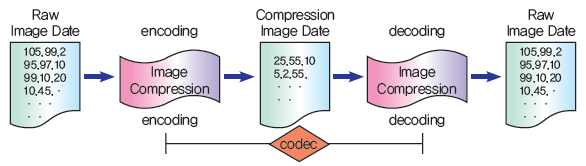 Raw
Image Date
105,99,2
95,97,10
99,10,20
10,45, ·
· · ·
· ·
encoding
Image
Compression
encoding
Compression
Image Date
25,55,10
5,2,55,
· · ·
·
decoding
Image
Compression
decoding
Raw
Image Date
105,99,2
95,97,10
99,10,20
10,45, ·
· · ·
· ·
codec